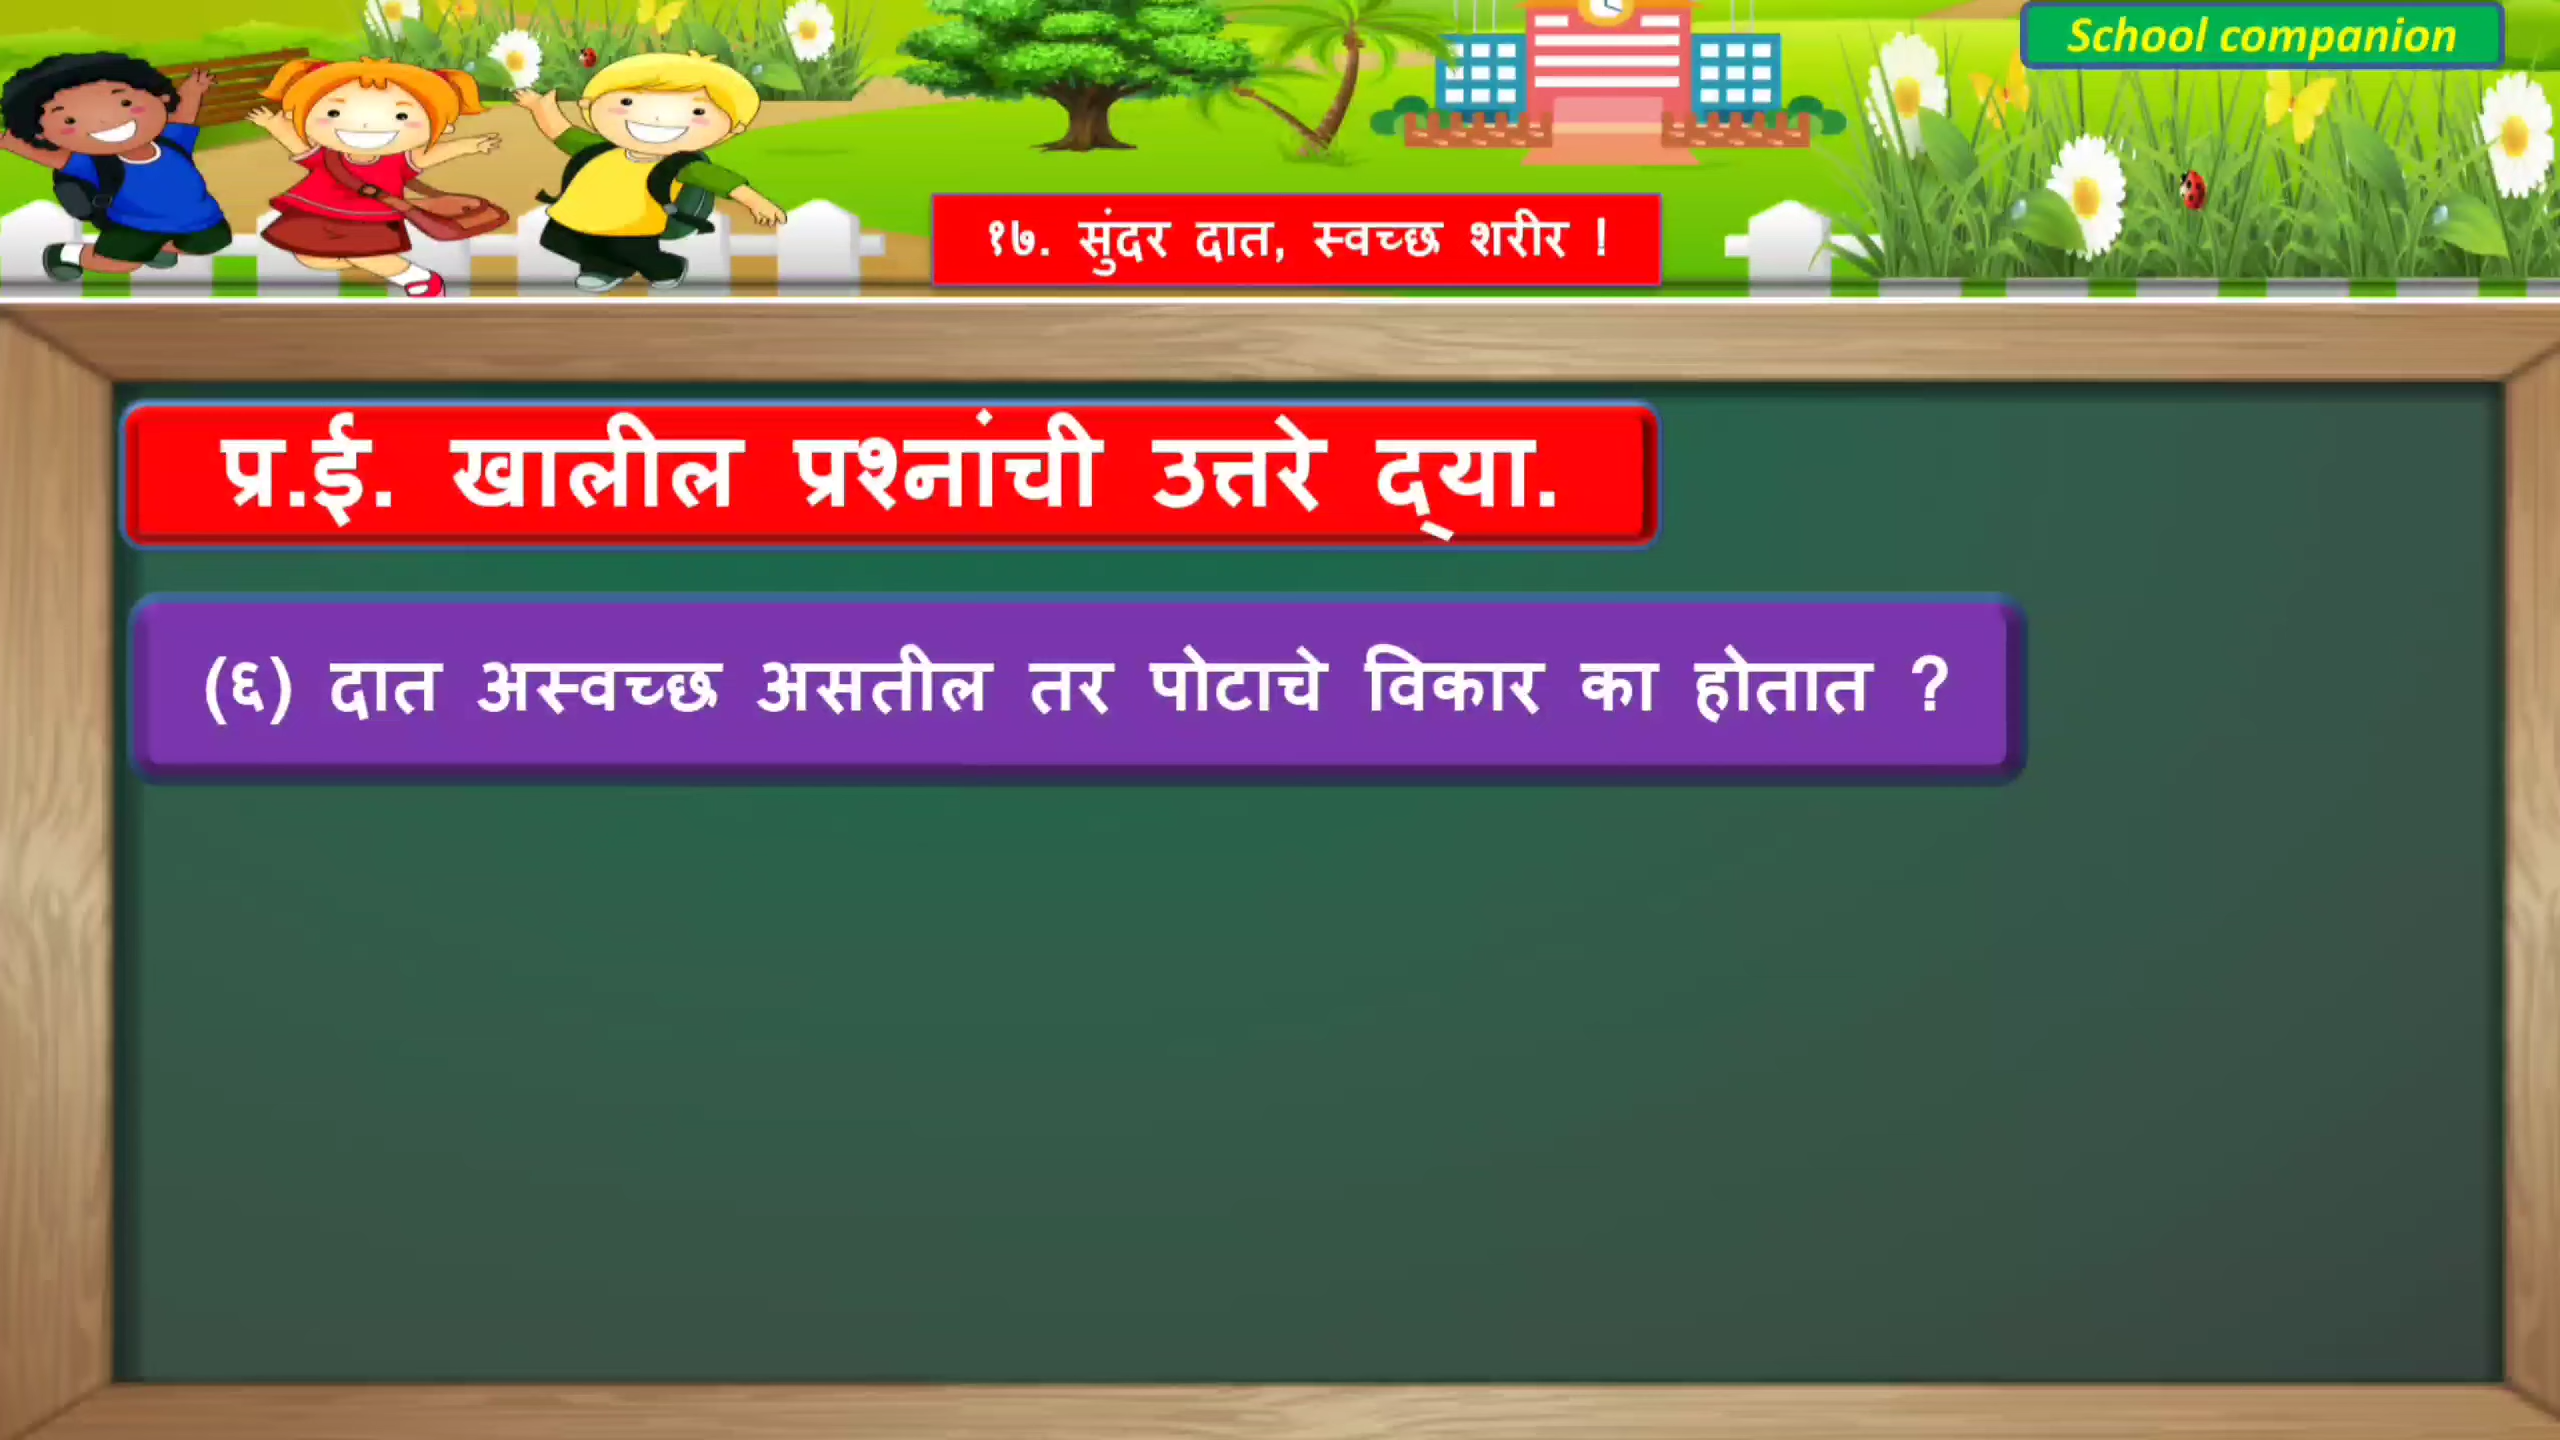 School companion
१७. सुंदर दात, स्वच्छ शरीर !
प्र.ई. खालील प्रश्नांची उत्तरे द्‌या.
(६) दात अस्वच्छ असतील तर पोटाचे विकार का होतात ?